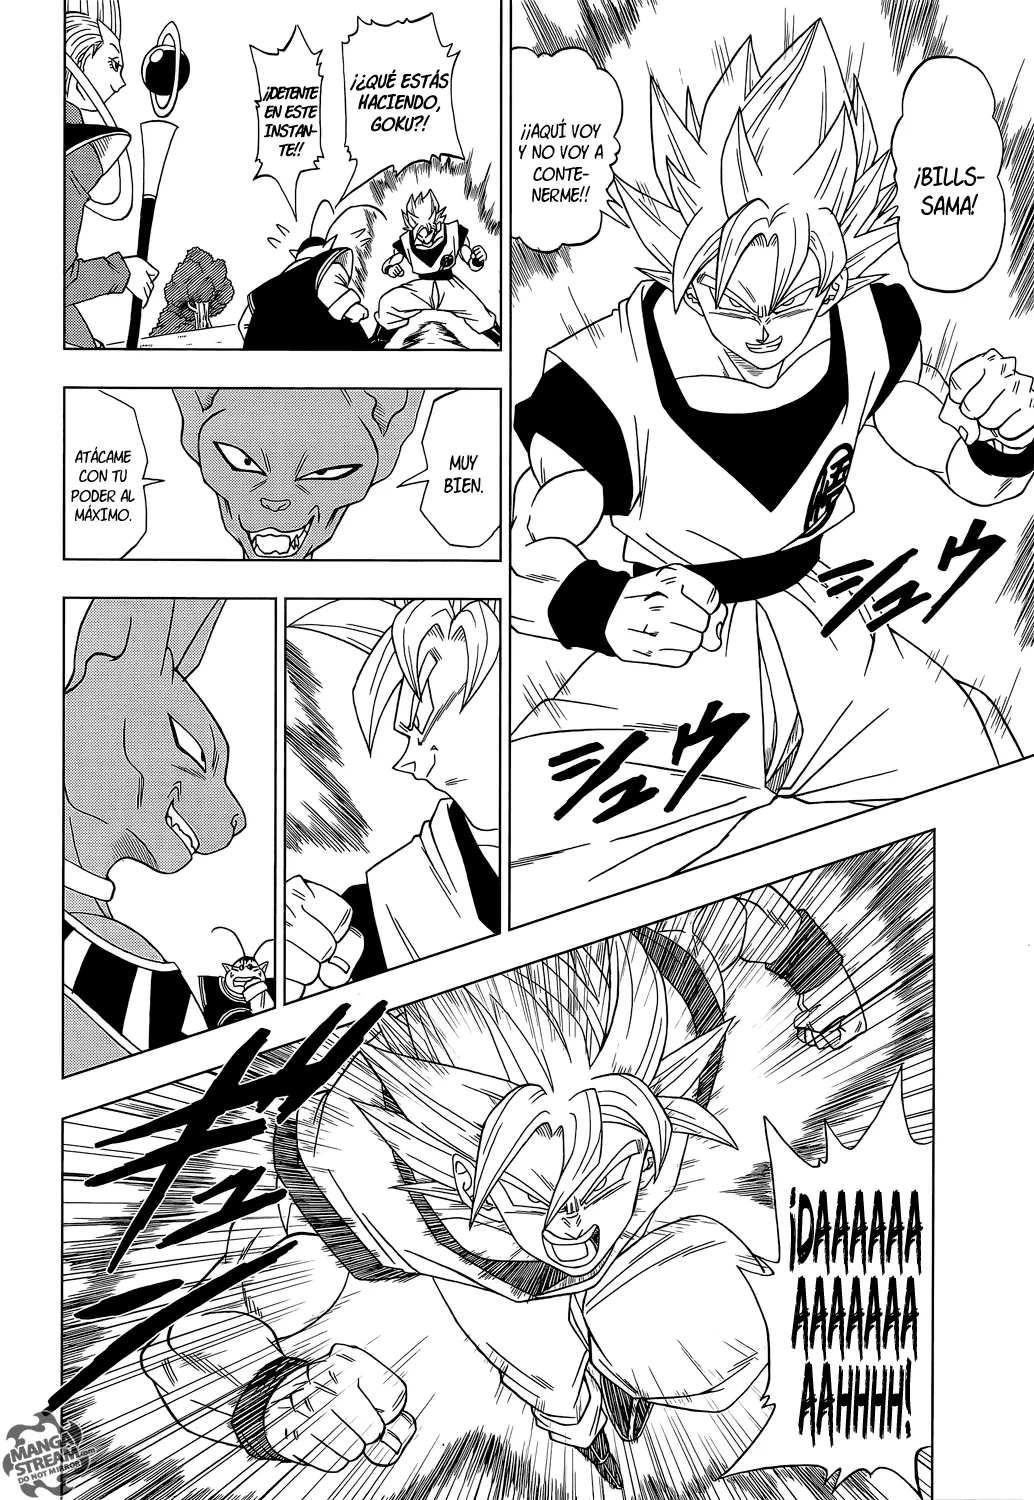 ¡BILLS-
SAMA!
¡¡AQUÍ VOY
Y NO VOY A
CONTE-
NERME!!
シュウ
シュウ
¡¿QUÉ ESTÁS
HACIENDO,
GOKU?!
¡DETENTE
EN ESTE
INSTAN-
TE!!
MUY
BIEN.
ATÁCAME
CON TU
PODER AL
MÁXIMO.
ギュー
¡DAAAAAA
AAAAAAA
AAHHHH!
MANGA
STREAM.com
DO NOT MIRROR